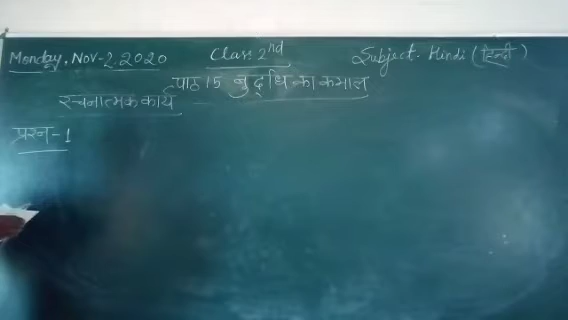 Monday, Nov-2.2020 Class 2nd Subject. Hindi (हिन्दी)
पाठ 15 बुद्धि का कमाल
रचनात्मक कार्य
प्रश्न-1